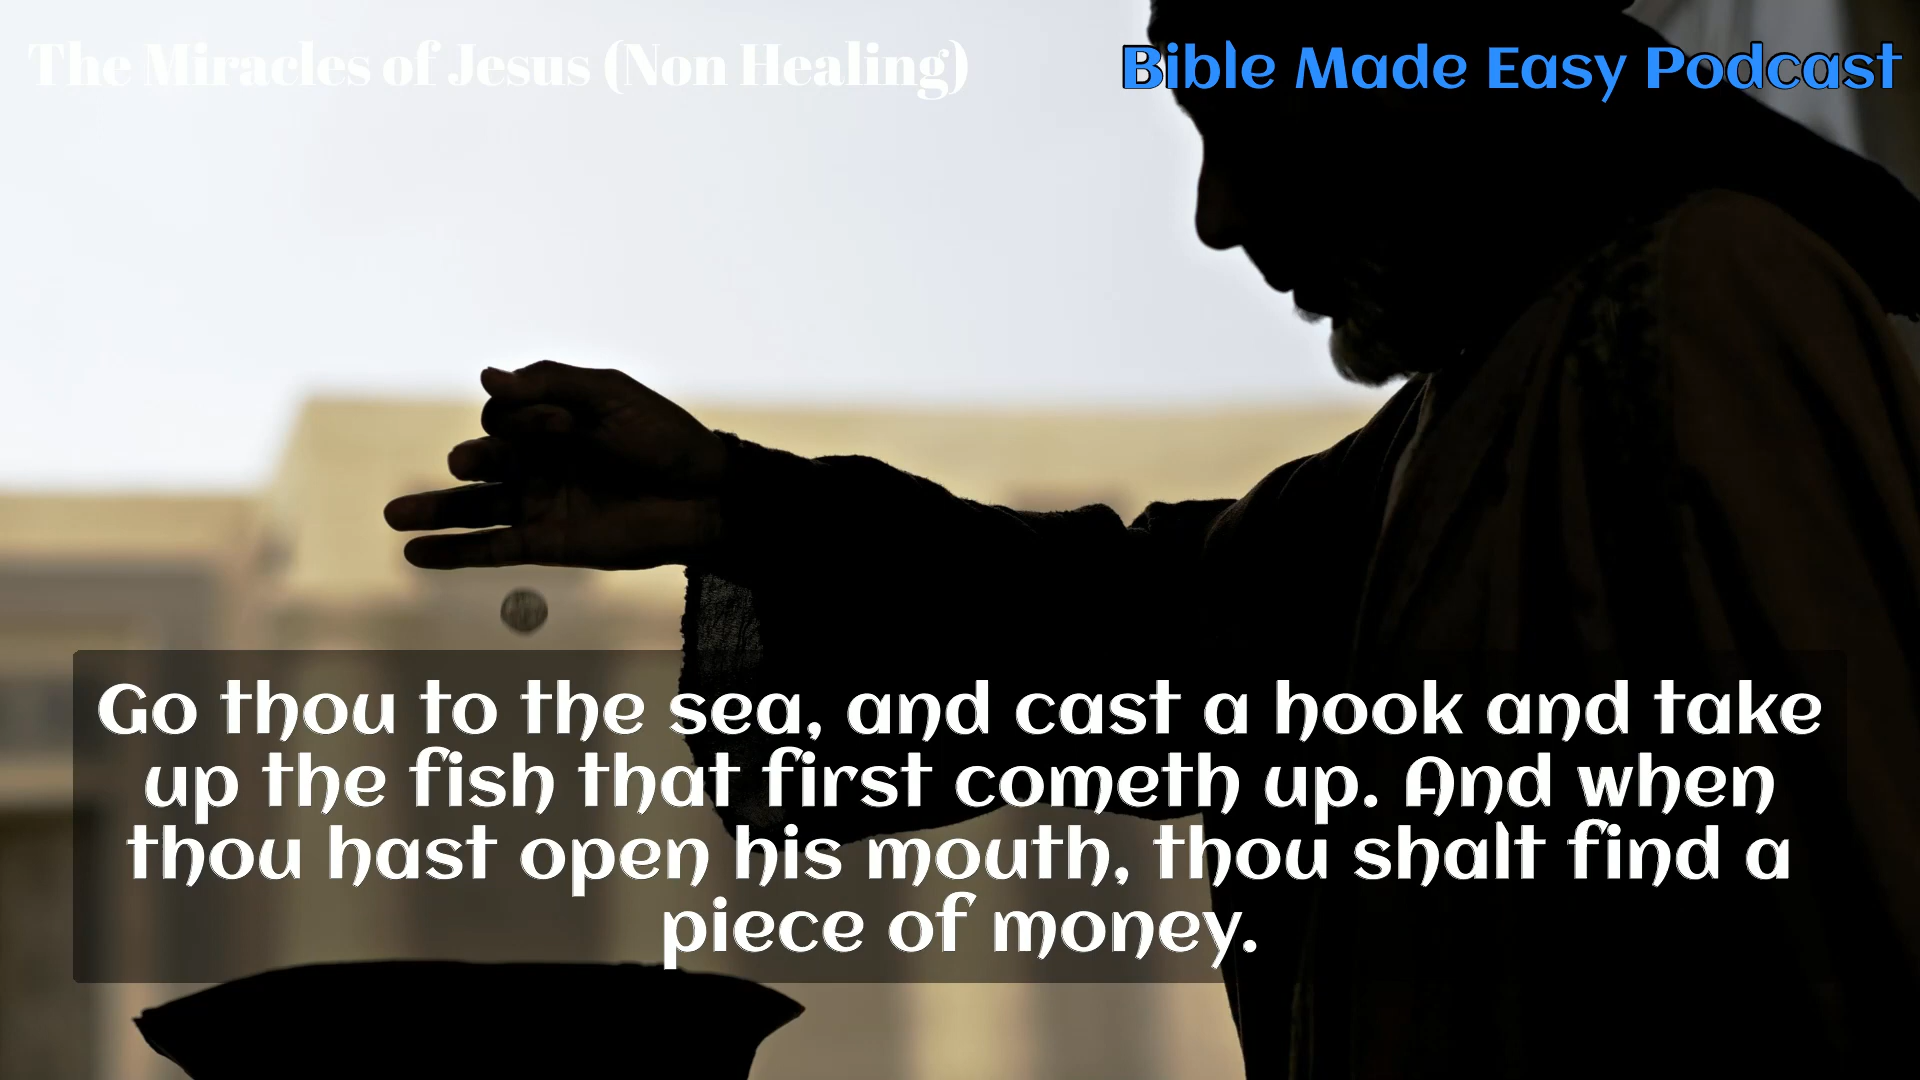 The Miracles of Jesus (Non Healing)
Bible Made Easy Podcast
Go thou to the sea, and cast a hook and take
up the fish that first cometh up. And when
thou hast open his mouth, thou shalt find a
piece of money.